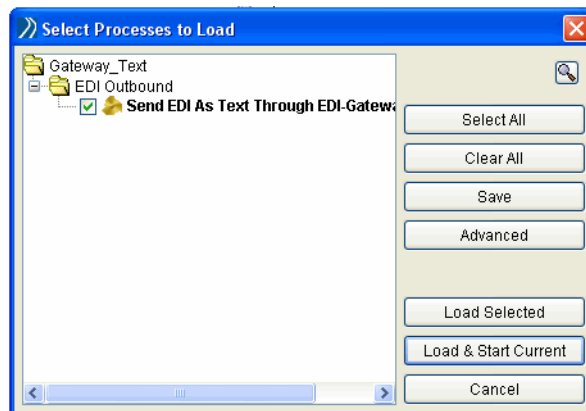 Select Processes to Load
Gateway_Text
EDI Outbound
Send EDI As Text Through EDI-Gatewa
Select All
Clear All
Save
Advanced
Load Selected
Load & Start Current
Cancel